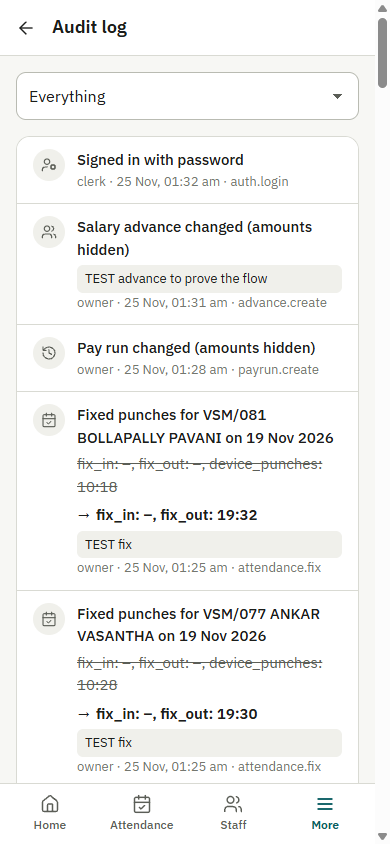 Audit log
Everything
Signed in with password
clerk · 25 Nov, 01:32 am · auth.login
Salary advance changed (amounts
hidden)
TEST advance to prove the flow
owner · 25 Nov, 01:31 am · advance.create
Pay run changed (amounts hidden)
owner · 25 Nov, 01:28 am · payrun.create
Fixed punches for VSM/081
BOLLAPALLY PAVANI on 19 Nov 2026
fix_in: –, fix_out: –, device_punches:
10:18
→ fix_in: –, fix_out: 19:32
TEST fix
owner · 25 Nov, 01:25 am · attendance.fix
Fixed punches for VSM/077 ANKAR
VASANTHA on 19 Nov 2026
fix_in: –, fix_out: –, device_punches:
10:28
→ fix_in: –, fix_out: 19:30
TEST fix
owner · 25 Nov, 01:25 am · attendance.fix
Home
Attendance
Staff
More